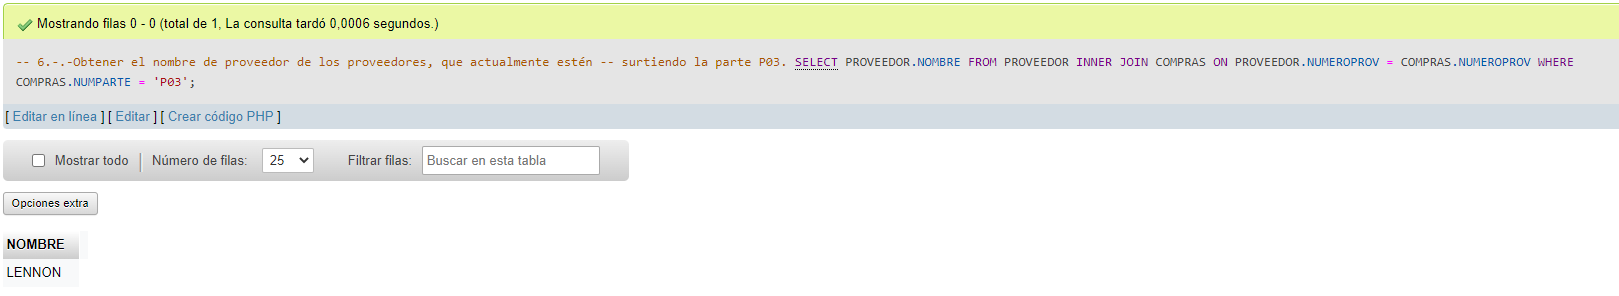 Mostrando filas 0 - 0 (total de 1, La consulta tardó 0,0006 segundos.)
-- 6.-.-Obtener el nombre de proveedor de los proveedores, que actualmente estén -- surtiendo la parte P03. SELECT PROVEEDOR.NOMBRE FROM PROVEEDOR INNER JOIN COMPRAS ON PROVEEDOR.NUMEROPROV = COMPRAS.NUMEROPROV WHERE
COMPRAS.NUMPARTE = 'P03';
[ Editar en línea ] [ Editar ] [ Crear código PHP ]
Mostrar todo | Número de filas: 25 Filtrar filas: Buscar en esta tabla
Opciones extra
NOMBRE
LENNON